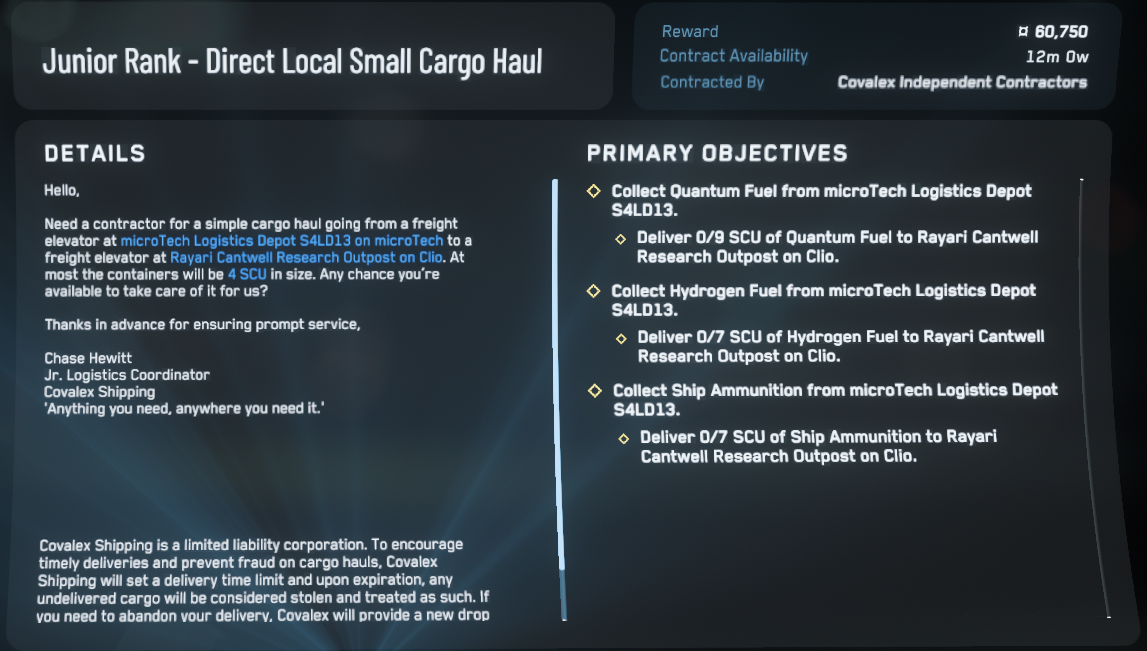 Junior Rank - Direct Local Small Cargo Haul
Reward ¤ 60,750
Contract Availability 12m 0w
Contracted By Covalex Independent Contractors
DETAILS
Hello,
Need a contractor for a simple cargo haul going from a freight
elevator at microTech Logistics Depot S4LD13 on microTech to a
freight elevator at Rayari Cantwell Research Outpost on Clio. At
most the containers will be 4 SCU in size. Any chance you're
available to take care of it for us?
Thanks in advance for ensuring prompt service,
Chase Hewitt
Jr. Logistics Coordinator
Covalex Shipping
'Anything you need, anywhere you need it.'
Covalex Shipping is a limited liability corporation. To encourage
timely deliveries and prevent fraud on cargo hauls, Covalex
Shipping will set a delivery time limit and upon expiration, any
undelivered cargo will be considered stolen and treated as such. If
you need to abandon your delivery, Covalex will provide a new drop
PRIMARY OBJECTIVES
Collect Quantum Fuel from microTech Logistics Depot
S4LD13.
Deliver 0/9 SCU of Quantum Fuel to Rayari Cantwell
Research Outpost on Clio.
Collect Hydrogen Fuel from microTech Logistics Depot
S4LD13.
Deliver 0/7 SCU of Hydrogen Fuel to Rayari Cantwell
Research Outpost on Clio.
Collect Ship Ammunition from microTech Logistics Depot
S4LD13.
Deliver 0/7 SCU of Ship Ammunition to Rayari
Cantwell Research Outpost on Clio.